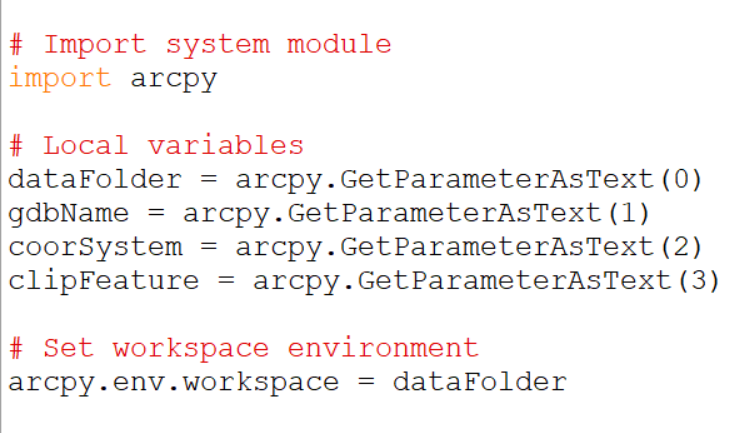 # Import system module
import arcpy
# Local variables
dataFolder = arcpy.GetParameterAsText(0)
gdbName = arcpy.GetParameterAsText(1)
coorSystem = arcpy.GetParameterAsText(2)
clipFeature = arcpy.GetParameterAsText(3)
# Set workspace environment
arcpy.env.workspace = dataFolder